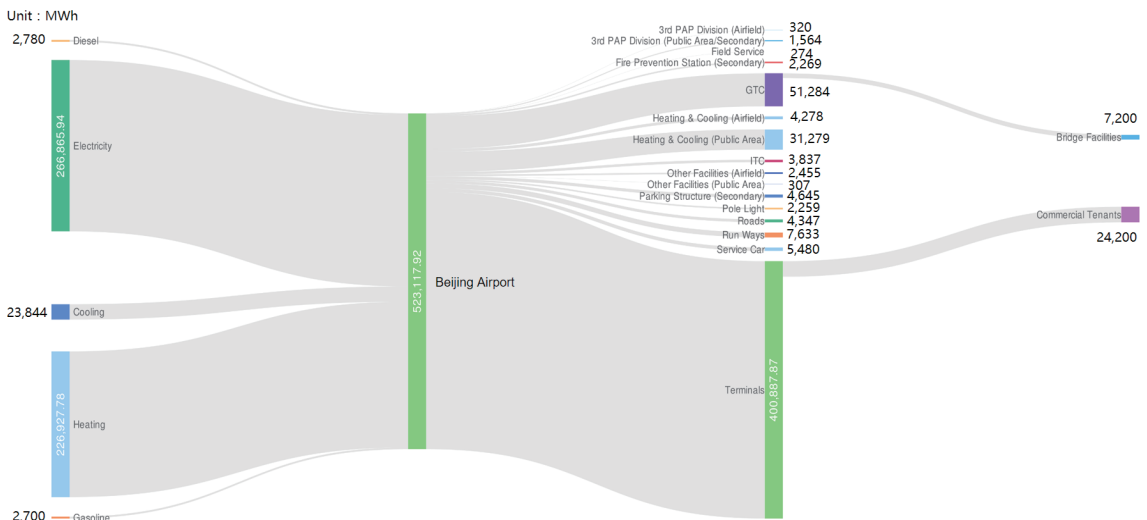 Unit : MWh
2,780
Diesel
266,865.94
Electricity
23,844
Cooling
226,927.78
Heating
2,700
Gasoline
523,117.92
Beijing Airport
3rd PAP Division (Airfield)
320
3rd PAP Division (Public Area/Secondary)
1,564
Field Service
274
Fire Prevention Station (Secondary)
2,269
GTC
51,284
Heating & Cooling (Airfield)
4,278
Heating & Cooling (Public Area)
31,279
ITC
3,837
Other Facilities (Airfield)
2,455
Other Facilities (Public Area)
307
Parking Structure (Secondary)
4,645
Pole Light
2,259
Roads
4,347
Run Ways
7,633
Service Car
5,480
Terminals
400,887.87
7,200
Bridge Facilities
Commercial Tenants
24,200